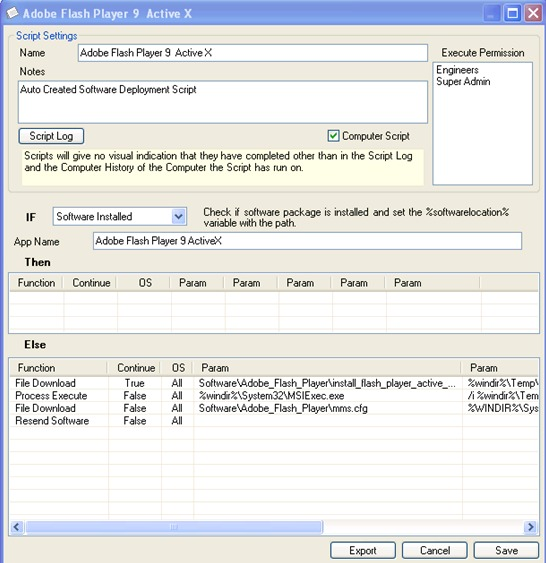 Adobe Flash Player 9 Active X
Script Settings
Name Adobe Flash Player 9 Active X
Execute Permission
Engineers
Super Admin
Notes
Auto Created Software Deployment Script
Script Log
Computer Script
Scripts will give no visual indication that they have completed other than in the Script Log
and the Computer History of the Computer the Script has run on.
IF Software Installed
Check if software package is installed and set the %softwarelocation%
variable with the path.
App Name Adobe Flash Player 9 ActiveX
Then
Function Continue OS Param Param Param Param Param
Else
Function Continue OS Param Param
File Download True All Software\Adobe_Flash_Player\install_flash_player_active_... %windir%\Temp\
Process Execute False All %windir%\System32\MSIExec.exe /i %windir%\Tem
File Download False All Software\Adobe_Flash_Player\mms.cfg %WINDIR%\Sys
Resend Software False All
Export Cancel Save